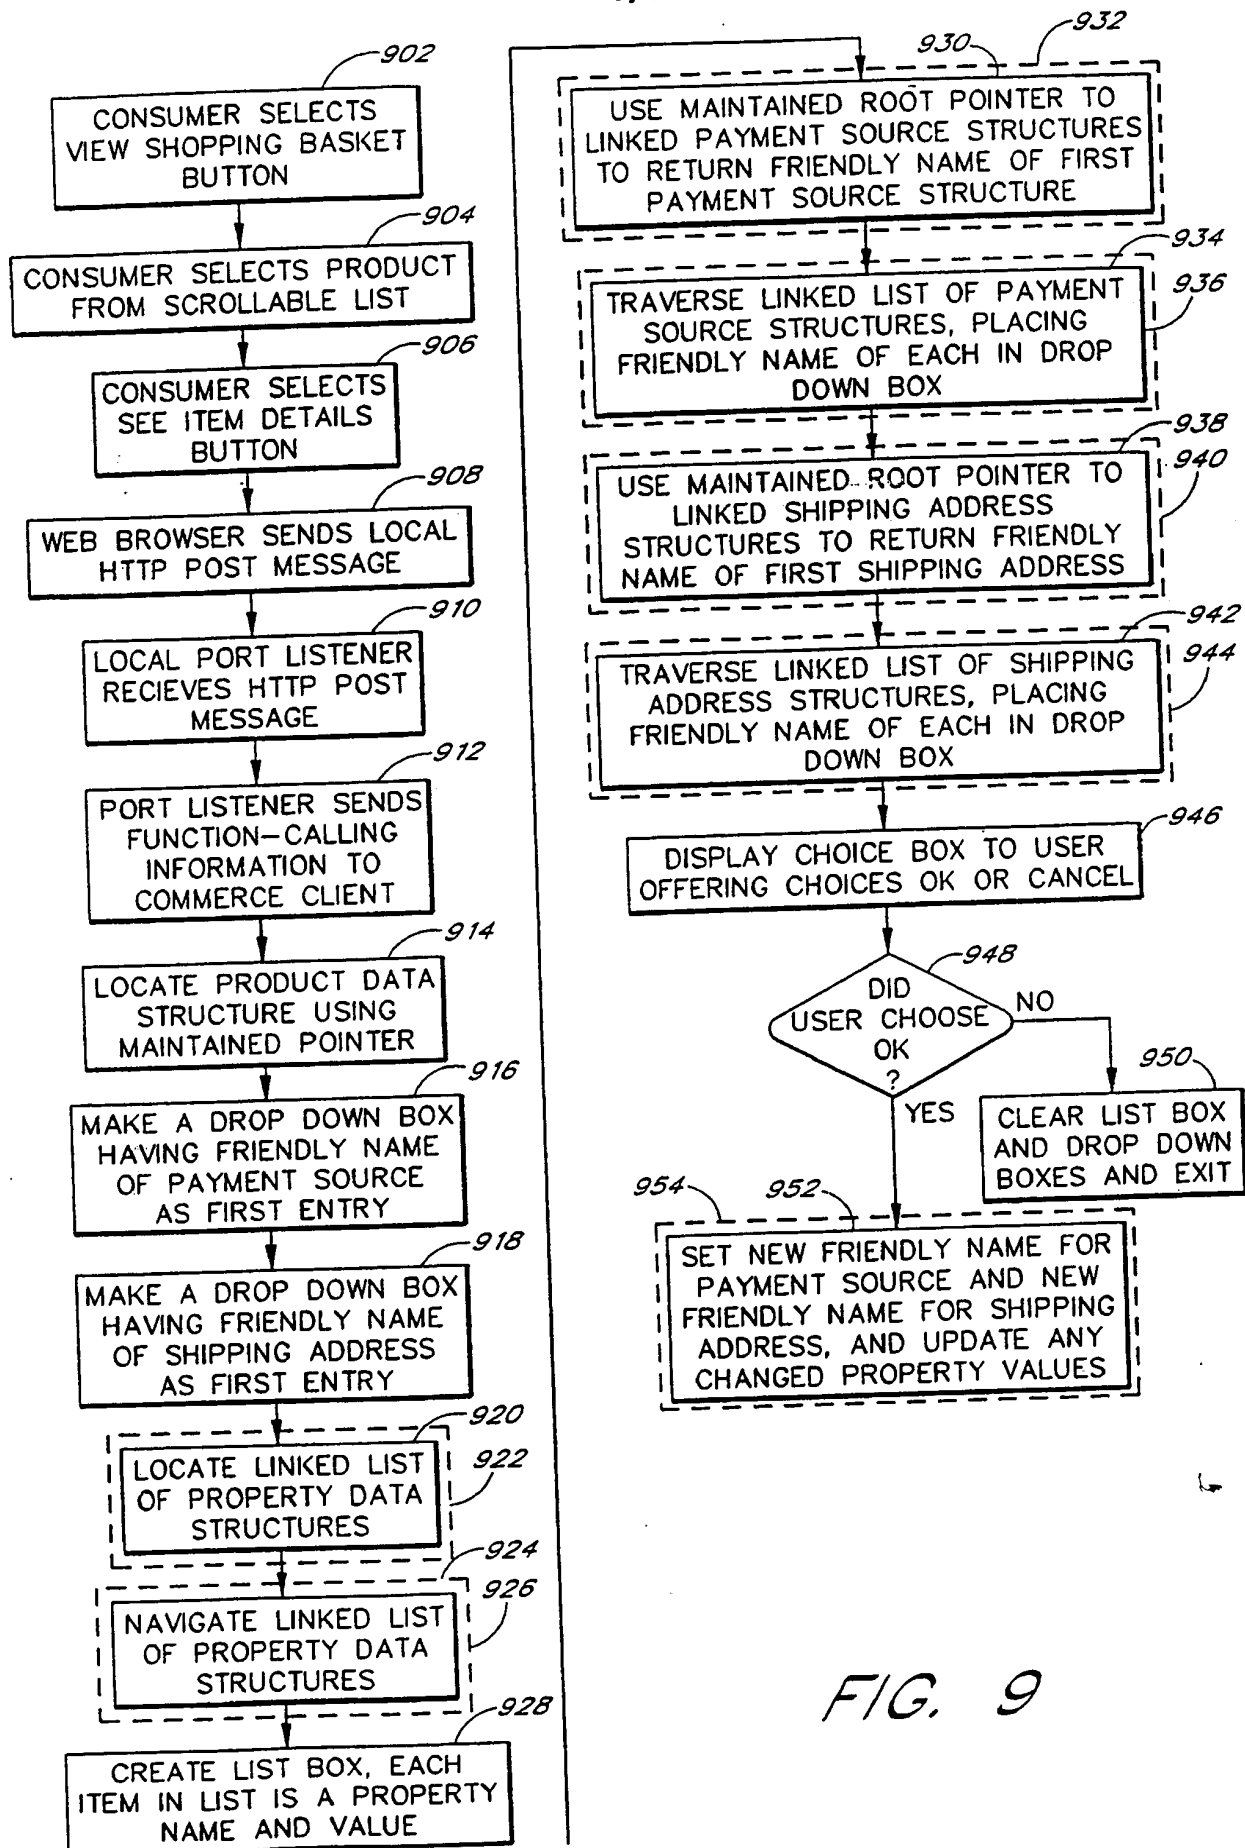 902
CONSUMER SELECTS
VIEW SHOPPING BASKET
BUTTON
904
CONSUMER SELECTS PRODUCT
FROM SCROLLABLE LIST
906
CONSUMER SELECTS
SEE ITEM DETAILS
BUTTON
908
WEB BROWSER SENDS LOCAL
HTTP POST MESSAGE
910
LOCAL PORT LISTENER
RECIEVES HTTP POST
MESSAGE
912
PORT LISTENER SENDS
FUNCTION-CALLING
INFORMATION TO
COMMERCE CLIENT
914
LOCATE PRODUCT DATA
STRUCTURE USING
MAINTAINED POINTER
916
MAKE A DROP DOWN BOX
HAVING FRIENDLY NAME
OF PAYMENT SOURCE
AS FIRST ENTRY
918
MAKE A DROP DOWN BOX
HAVING FRIENDLY NAME
OF SHIPPING ADDRESS
AS FIRST ENTRY
920
922
LOCATE LINKED LIST
OF PROPERTY DATA
STRUCTURES
924
926
NAVIGATE LINKED LIST
OF PROPERTY DATA
STRUCTURES
928
CREATE LIST BOX, EACH
ITEM IN LIST IS A PROPERTY
NAME AND VALUE
930
932
USE MAINTAINED ROOT POINTER TO
LINKED PAYMENT SOURCE STRUCTURES
TO RETURN FRIENDLY NAME OF FIRST
PAYMENT SOURCE STRUCTURE
934
936
TRAVERSE LINKED LIST OF PAYMENT
SOURCE STRUCTURES, PLACING
FRIENDLY NAME OF EACH IN DROP
DOWN BOX
938
940
USE MAINTAINED ROOT POINTER TO
LINKED SHIPPING ADDRESS
STRUCTURES TO RETURN FRIENDLY
NAME OF FIRST SHIPPING ADDRESS
942
944
TRAVERSE LINKED LIST OF SHIPPING
ADDRESS STRUCTURES, PLACING
FRIENDLY NAME OF EACH IN DROP
DOWN BOX
946
DISPLAY CHOICE BOX TO USER
OFFERING CHOICES OK OR CANCEL
948
DID
USER CHOOSE
OK
?
NO
YES
950
CLEAR LIST BOX
AND DROP DOWN
BOXES AND EXIT
954
952
SET NEW FRIENDLY NAME FOR
PAYMENT SOURCE AND NEW
FRIENDLY NAME FOR SHIPPING
ADDRESS, AND UPDATE ANY
CHANGED PROPERTY VALUES
FIG. 9